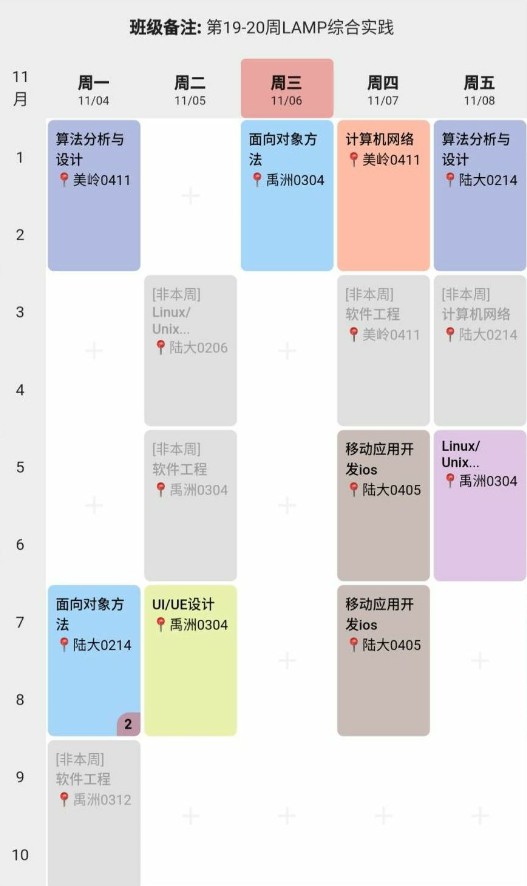 班级备注: 第19-20周LAMP综合实践
11
月
周一
11/04
周二
11/05
周三
11/06
周四
11/07
周五
11/08
1
2
3
4
5
6
7
8
9
10
算法分析与
设计
美岭0411
面向对象方
法
陆大0214
2
[非本周]
软件工程
禹洲0312
[非本周]
Linux/
Unix...
陆大0206
[非本周]
软件工程
禹洲0304
UI/UE设计
禹洲0304
面向对象方
法
禹洲0304
计算机网络
美岭0411
[非本周]
软件工程
美岭0411
移动应用开
发ios
陆大0405
移动应用开
发ios
陆大0405
算法分析与
设计
陆大0214
[非本周]
计算机网络
陆大0214
Linux/
Unix...
禹洲0304